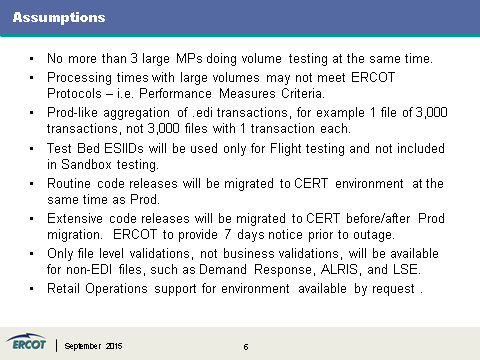 Assumptions
• No more than 3 large MPs doing volume testing at the same time.
• Processing times with large volumes may not meet ERCOT
Protocols – i.e. Performance Measures Criteria.
• Prod-like aggregation of .edi transactions, for example 1 file of 3,000
transactions, not 3,000 files with 1 transaction each.
• Test Bed ESIIDs will be used only for Flight testing and not included
in Sandbox testing.
• Routine code releases will be migrated to CERT environment at the
same time as Prod.
• Extensive code releases will be migrated to CERT before/after Prod
migration. ERCOT to provide 7 days notice prior to outage.
• Only file level validations, not business validations, will be available
for non-EDI files, such as Demand Response, ALRIS, and LSE.
• Retail Operations support for environment available by request .
ERCOT
September 2015
6